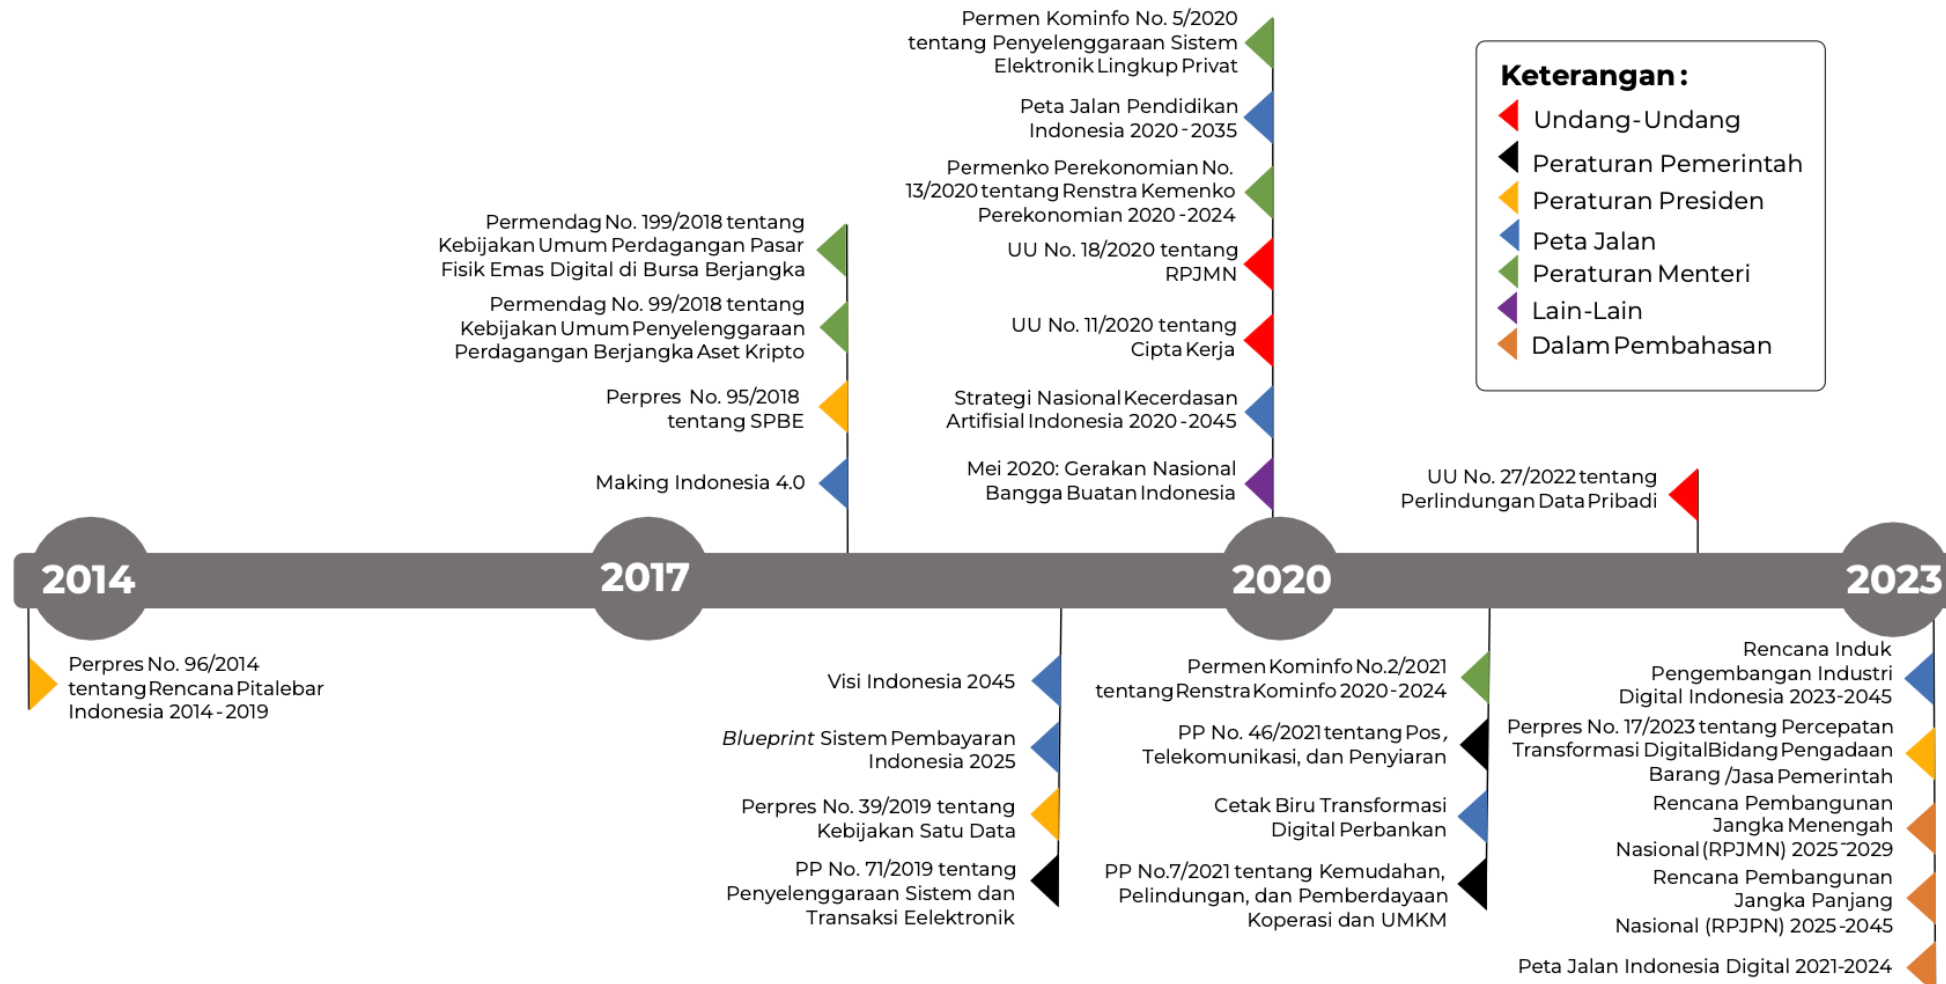 Permen Kominfo No. 5/2020
tentang Penyelenggaraan Sistem
Elektronik Lingkup Privat
Peta Jalan Pendidikan
Indonesia 2020-2035
Permenko Perekonomian No.
13/2020 tentang Renstra Kemenko
Perekonomian 2020-2024
UU No. 18/2020 tentang
RPJMN
UU No. 11/2020 tentang
Cipta Kerja
Strategi Nasional Kecerdasan
Artifisial Indonesia 2020-2045
Mei 2020: Gerakan Nasional
Bangga Buatan Indonesia
Keterangan:
Undang-Undang
Peraturan Pemerintah
Peraturan Presiden
Peta Jalan
Peraturan Menteri
Lain-Lain
Dalam Pembahasan
Permendag No. 199/2018 tentang
Kebijakan Umum Perdagangan Pasar
Fisik Emas Digital di Bursa Berjangka
Permendag No. 99/2018 tentang
Kebijakan Umum Penyelenggaraan
Perdagangan Berjangka Aset Kripto
Perpres No. 95/2018
tentang SPBE
Making Indonesia 4.0
UU No. 27/2022 tentang
Perlindungan Data Pribadi
2014
2017
2020
2023
Perpres No. 96/2014
tentang Rencana Pitalebar
Indonesia 2014-2019
Visi Indonesia 2045
Blueprint Sistem Pembayaran
Indonesia 2025
Perpres No. 39/2019 tentang
Kebijakan Satu Data
PP No. 71/2019 tentang
Penyelenggaraan Sistem dan
Transaksi Eelektronik
Permen Kominfo No.2/2021
tentang Renstra Kominfo 2020-2024
PP No. 46/2021 tentang Pos,
Telekomunikasi, dan Penyiaran
Cetak Biru Transformasi
Digital Perbankan
PP No.7/2021 tentang Kemudahan,
Pelindungan, dan Pemberdayaan
Koperasi dan UMKM
Rencana Induk
Pengembangan Industri
Digital Indonesia 2023-2045
Perpres No. 17/2023 tentang Percepatan
Transformasi Digital Bidang Pengadaan
Barang /Jasa Pemerintah
Rencana Pembangunan
Jangka Menengah
Nasional (RPJMN) 2025-2029
Rencana Pembangunan
Jangka Panjang
Nasional (RPJPN) 2025-2045
Peta Jalan Indonesia Digital 2021-2024